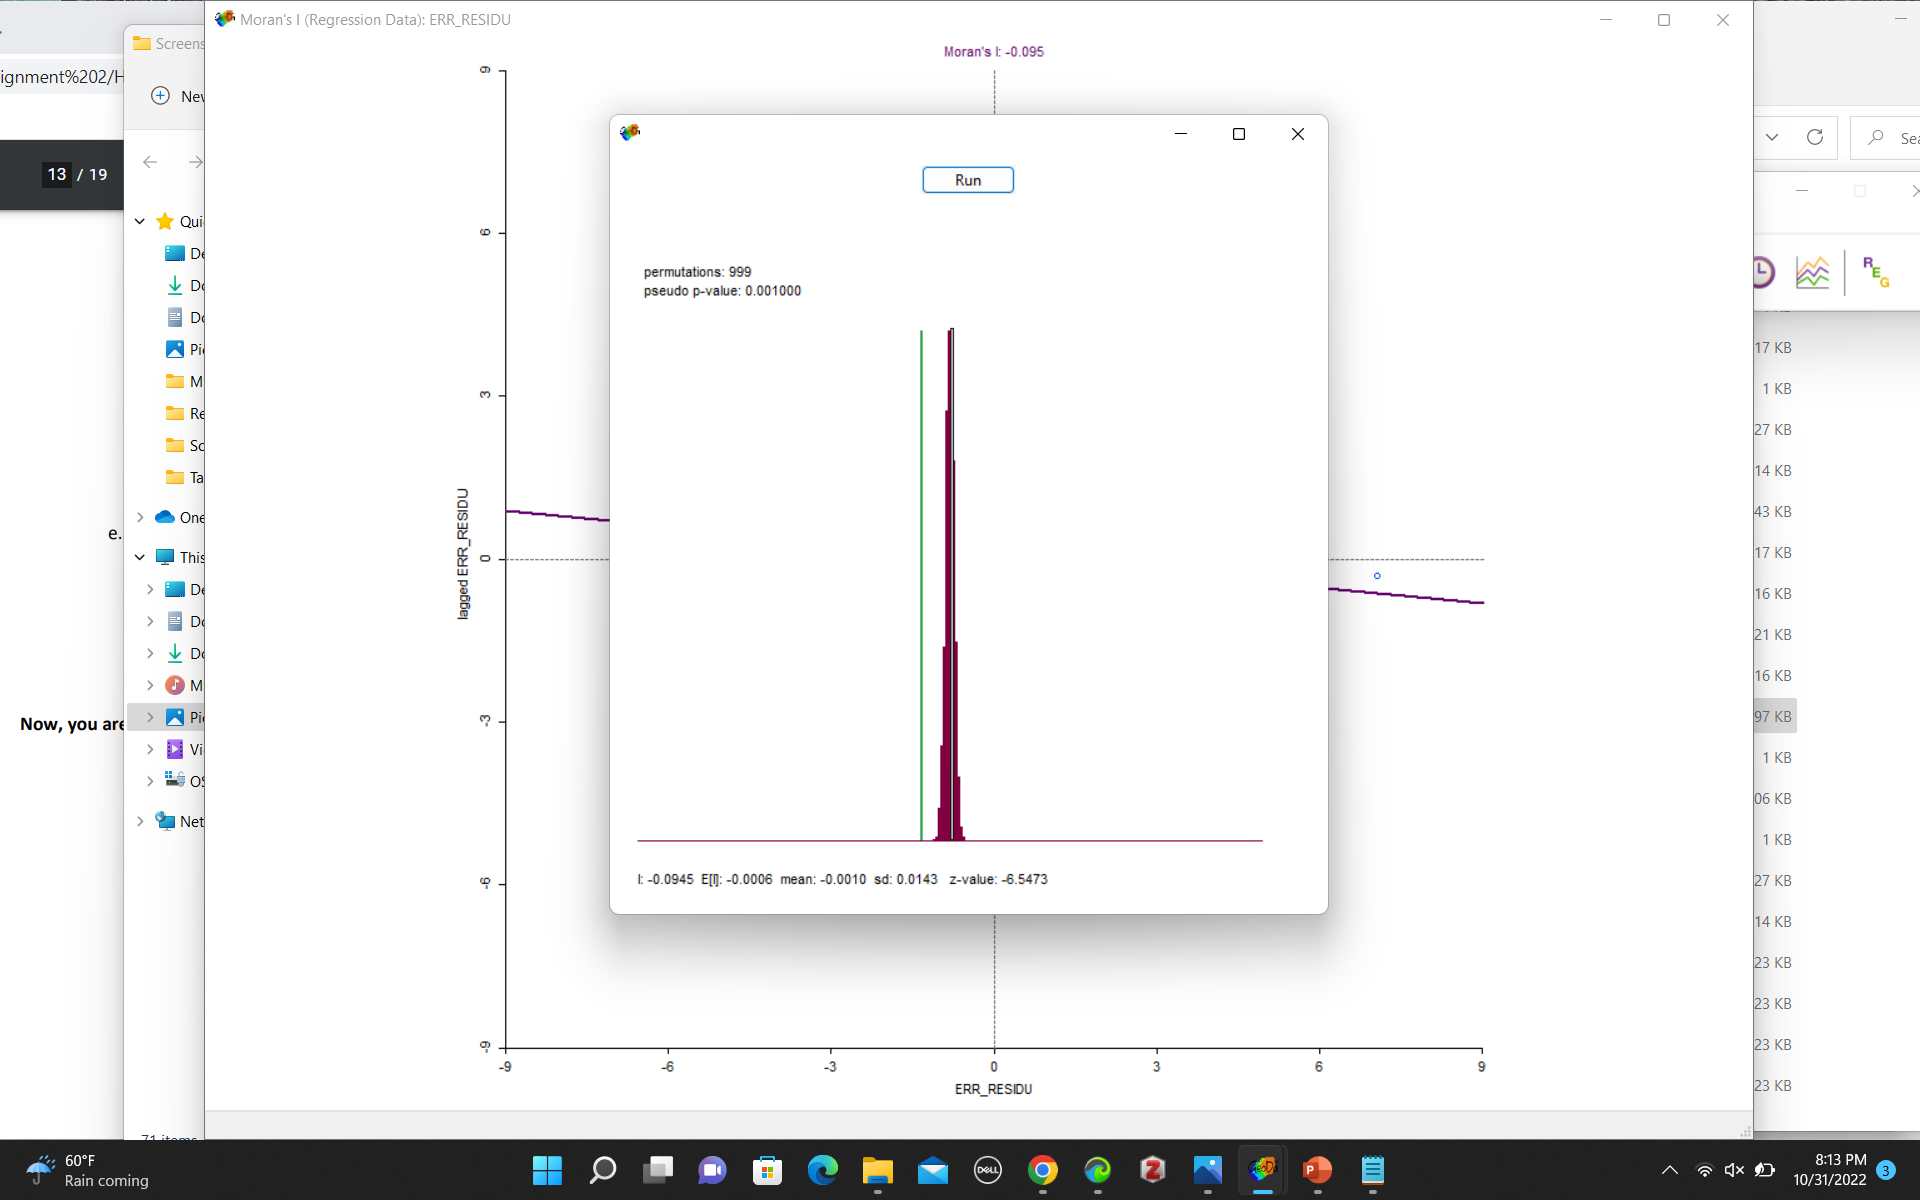 Moran's I (Regression Data): ERR_RESIDU
Screens
ignment%202/H
New
13 / 19
Moran's I: -0.095
Run
permutations: 999
pseudo p-value: 0.001000
I: -0.0945 E[I]: -0.0006 mean: -0.0010 sd: 0.0143 z-value: -6.5473
9
6
3
0
-3
-6
-9
lagged ERR_RESIDU
-9 -6 -3 0 3 6 9
ERR_RESIDU
Qui
De
Do
Do
Pic
M
Re
Sc
Ta
One
This
De
Do
Do
M
Pic
Vi
OS
Net
71 items
e.
Now, you are
Sea
R
E
G
17 KB
1 KB
27 KB
14 KB
43 KB
17 KB
16 KB
21 KB
16 KB
97 KB
1 KB
06 KB
1 KB
27 KB
14 KB
23 KB
23 KB
23 KB
23 KB
60°F
Rain coming
DELL
Z
GeoDa
P
8:13 PM
10/31/2022
3